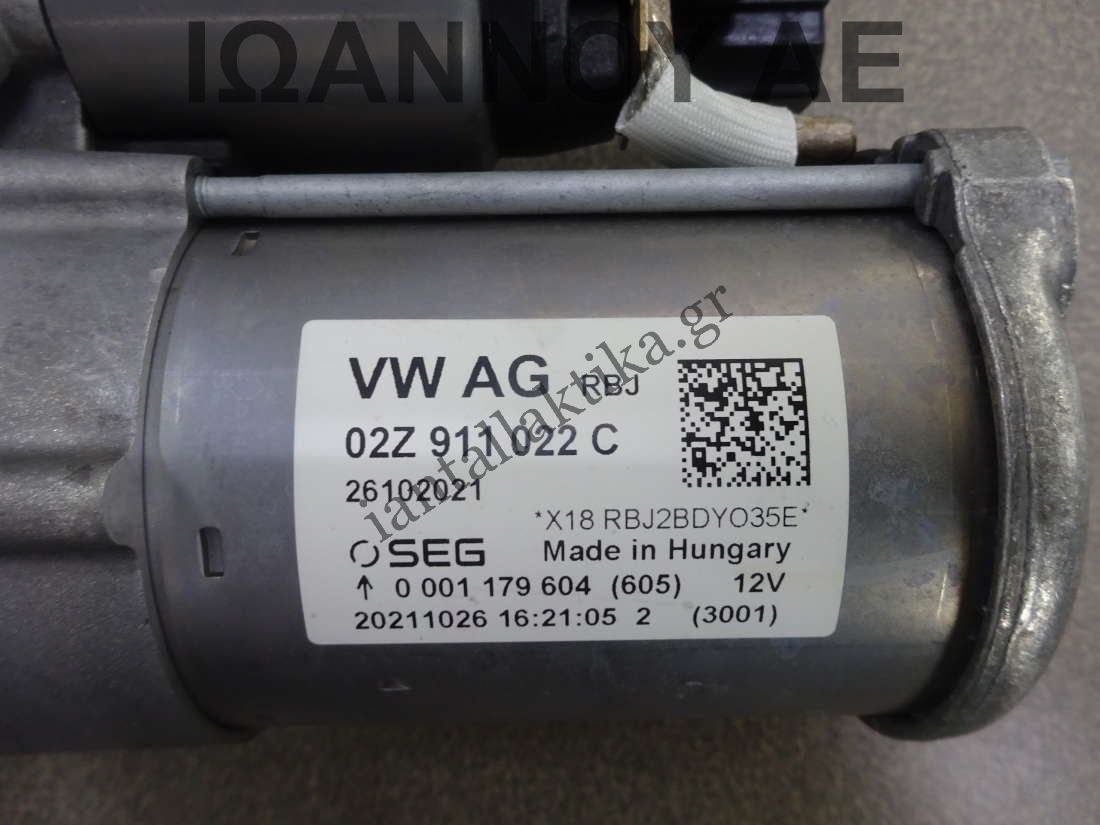 ΙΩΑΝΝΟΥ ΑΕ
iantallaktika.gr
VW AG RBJ
02Z 911 022 C
26102021
*X18 RBJ2BDYO35E*
SEG Made in Hungary
↑ 0 001 179 604 (605) 12V
20211026 16:21:05 2 (3001)